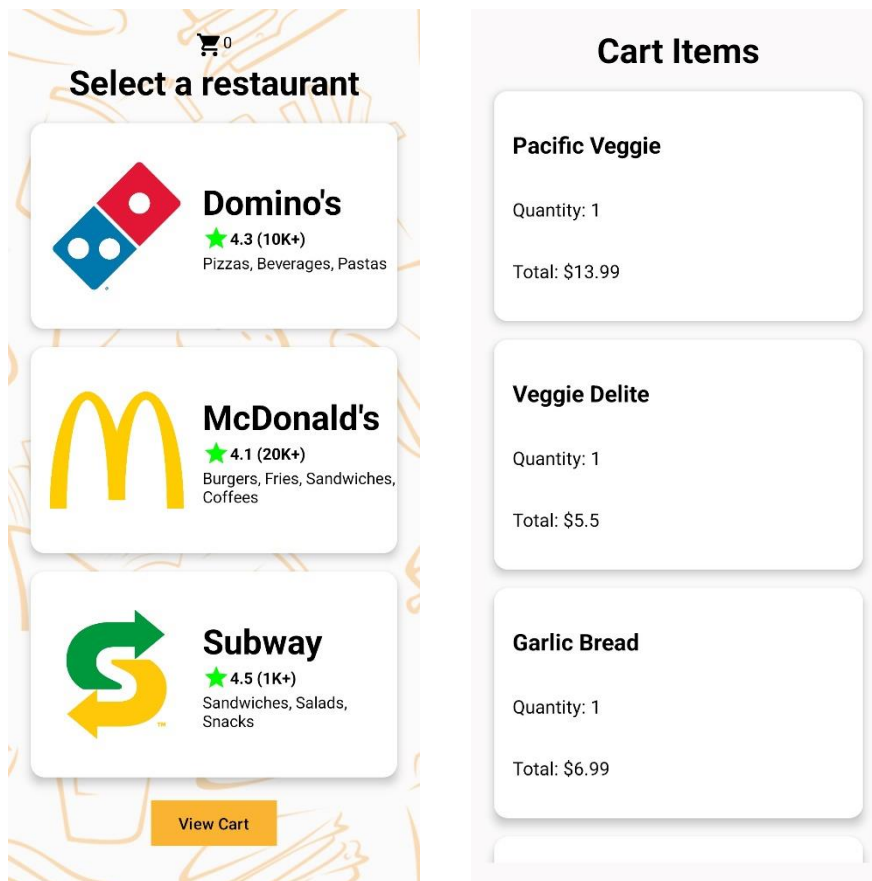 0
Select a restaurant
Domino's
4.3 (10K+)
Pizzas, Beverages, Pastas
McDonald's
4.1 (20K+)
Burgers, Fries, Sandwiches,
Coffees
Subway
4.5 (1K+)
Sandwiches, Salads,
Snacks
TM
View Cart
Cart Items
Pacific Veggie
Quantity: 1
Total: $13.99
Veggie Delite
Quantity: 1
Total: $5.5
Garlic Bread
Quantity: 1
Total: $6.99